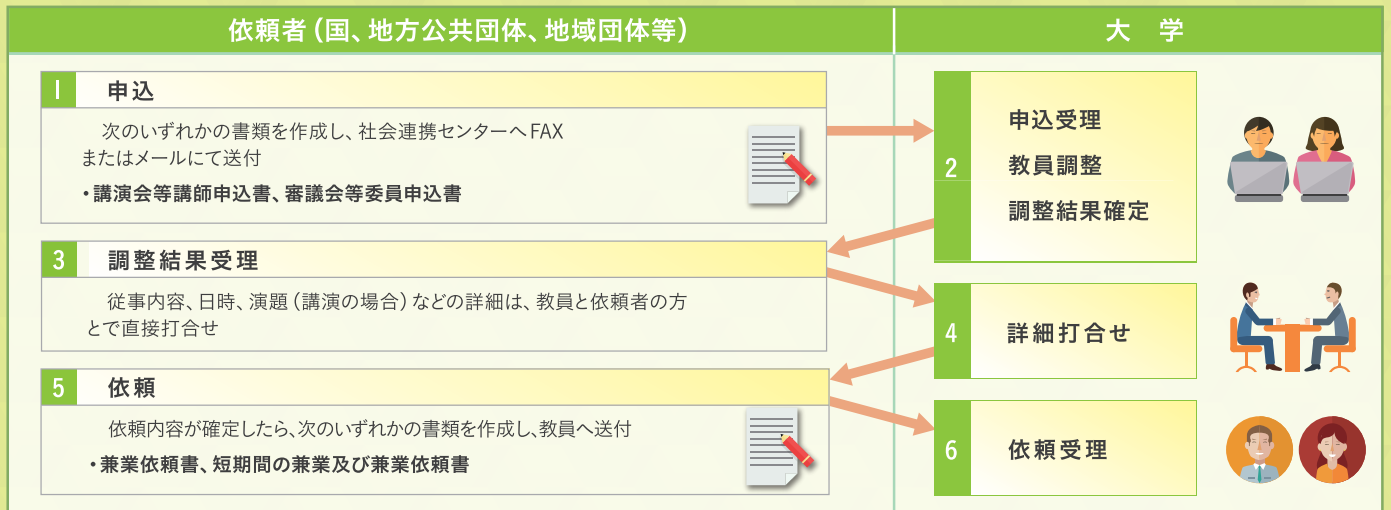 依頼者（国、地方公共団体、地域団体等）
大　学
1 申込
次のいずれかの書類を作成し、社会連携センターへFAX
またはメールにて送付
・講演会等講師申込書、審議会等委員申込書
2
申込受理
教員調整
調整結果確定
3 調整結果受理
従事内容、日時、演題（講演の場合）などの詳細は、教員と依頼者の方
とで直接打合せ
4 詳細打合せ
5 依頼
依頼内容が確定したら、次のいずれかの書類を作成し、教員へ送付
・兼業依頼書、短期間の兼業及び兼業依頼書
6 依頼受理